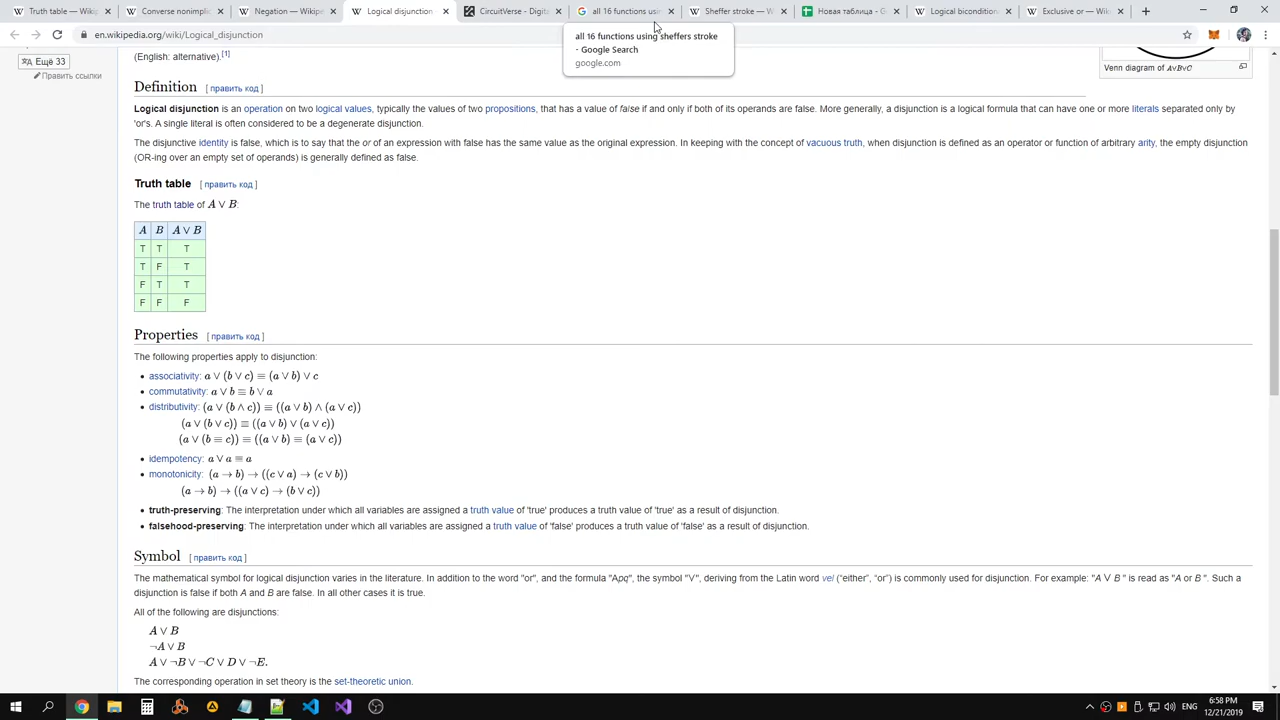 Truth table - Wikip
Converse nonimplic
Negation - Wikipe
Logical disjunction
CircuitVerse - Digita
all 16 functions usin
Sheffer stroke — W
Новая таблица - G
Logical bicondition
Exclusive or - Wiki
en.wikipedia.org/wiki/Logical_disjunction
all 16 functions using sheffers stroke
- Google Search
google.com
Ещё 33
Править ссылки
(English: alternative).[1]
Venn diagram of A∨B∨C
Definition [ править код ]
Logical disjunction is an operation on two logical values, typically the values of two propositions, that has a value of false if and only if both of its operands are false. More generally, a disjunction is a logical formula that can have one or more literals separated only by
'or's. A single literal is often considered to be a degenerate disjunction.
The disjunctive identity is false, which is to say that the or of an expression with false has the same value as the original expression. In keeping with the concept of vacuous truth, when disjunction is defined as an operator or function of arbitrary arity, the empty disjunction
(OR-ing over an empty set of operands) is generally defined as false.
Truth table [ править код ]
The truth table of A ∨ B:
A B A ∨ B
T T T
T F T
F T T
F F F
Properties [ править код ]
The following properties apply to disjunction:
• associativity: a ∨ (b ∨ c) ≡ (a ∨ b) ∨ c
• commutativity: a ∨ b ≡ b ∨ a
• distributivity: (a ∨ (b ∧ c)) ≡ ((a ∨ b) ∧ (a ∨ c))
(a ∨ (b ∨ c)) ≡ ((a ∨ b) ∨ (a ∨ c))
(a ∨ (b ≡ c)) ≡ ((a ∨ b) ≡ (a ∨ c))
• idempotency: a ∨ a ≡ a
• monotonicity: (a → b) → ((c ∨ a) → (c ∨ b))
(a → b) → ((a ∨ c) → (b ∨ c))
• truth-preserving: The interpretation under which all variables are assigned a truth value of 'true' produces a truth value of 'true' as a result of disjunction.
• falsehood-preserving: The interpretation under which all variables are assigned a truth value of 'false' produces a truth value of 'false' as a result of disjunction.
Symbol [ править код ]
The mathematical symbol for logical disjunction varies in the literature. In addition to the word "or", and the formula "Apq", the symbol "∨", deriving from the Latin word vel ("either", "or") is commonly used for disjunction. For example: "A ∨ B " is read as "A or B ". Such a
disjunction is false if both A and B are false. In all other cases it is true.
All of the following are disjunctions:
A ∨ B
¬A ∨ B
A ∨ ¬B ∨ ¬C ∨ D ∨ ¬E.
The corresponding operation in set theory is the set-theoretic union.
ENG
6:58 PM
12/21/2019